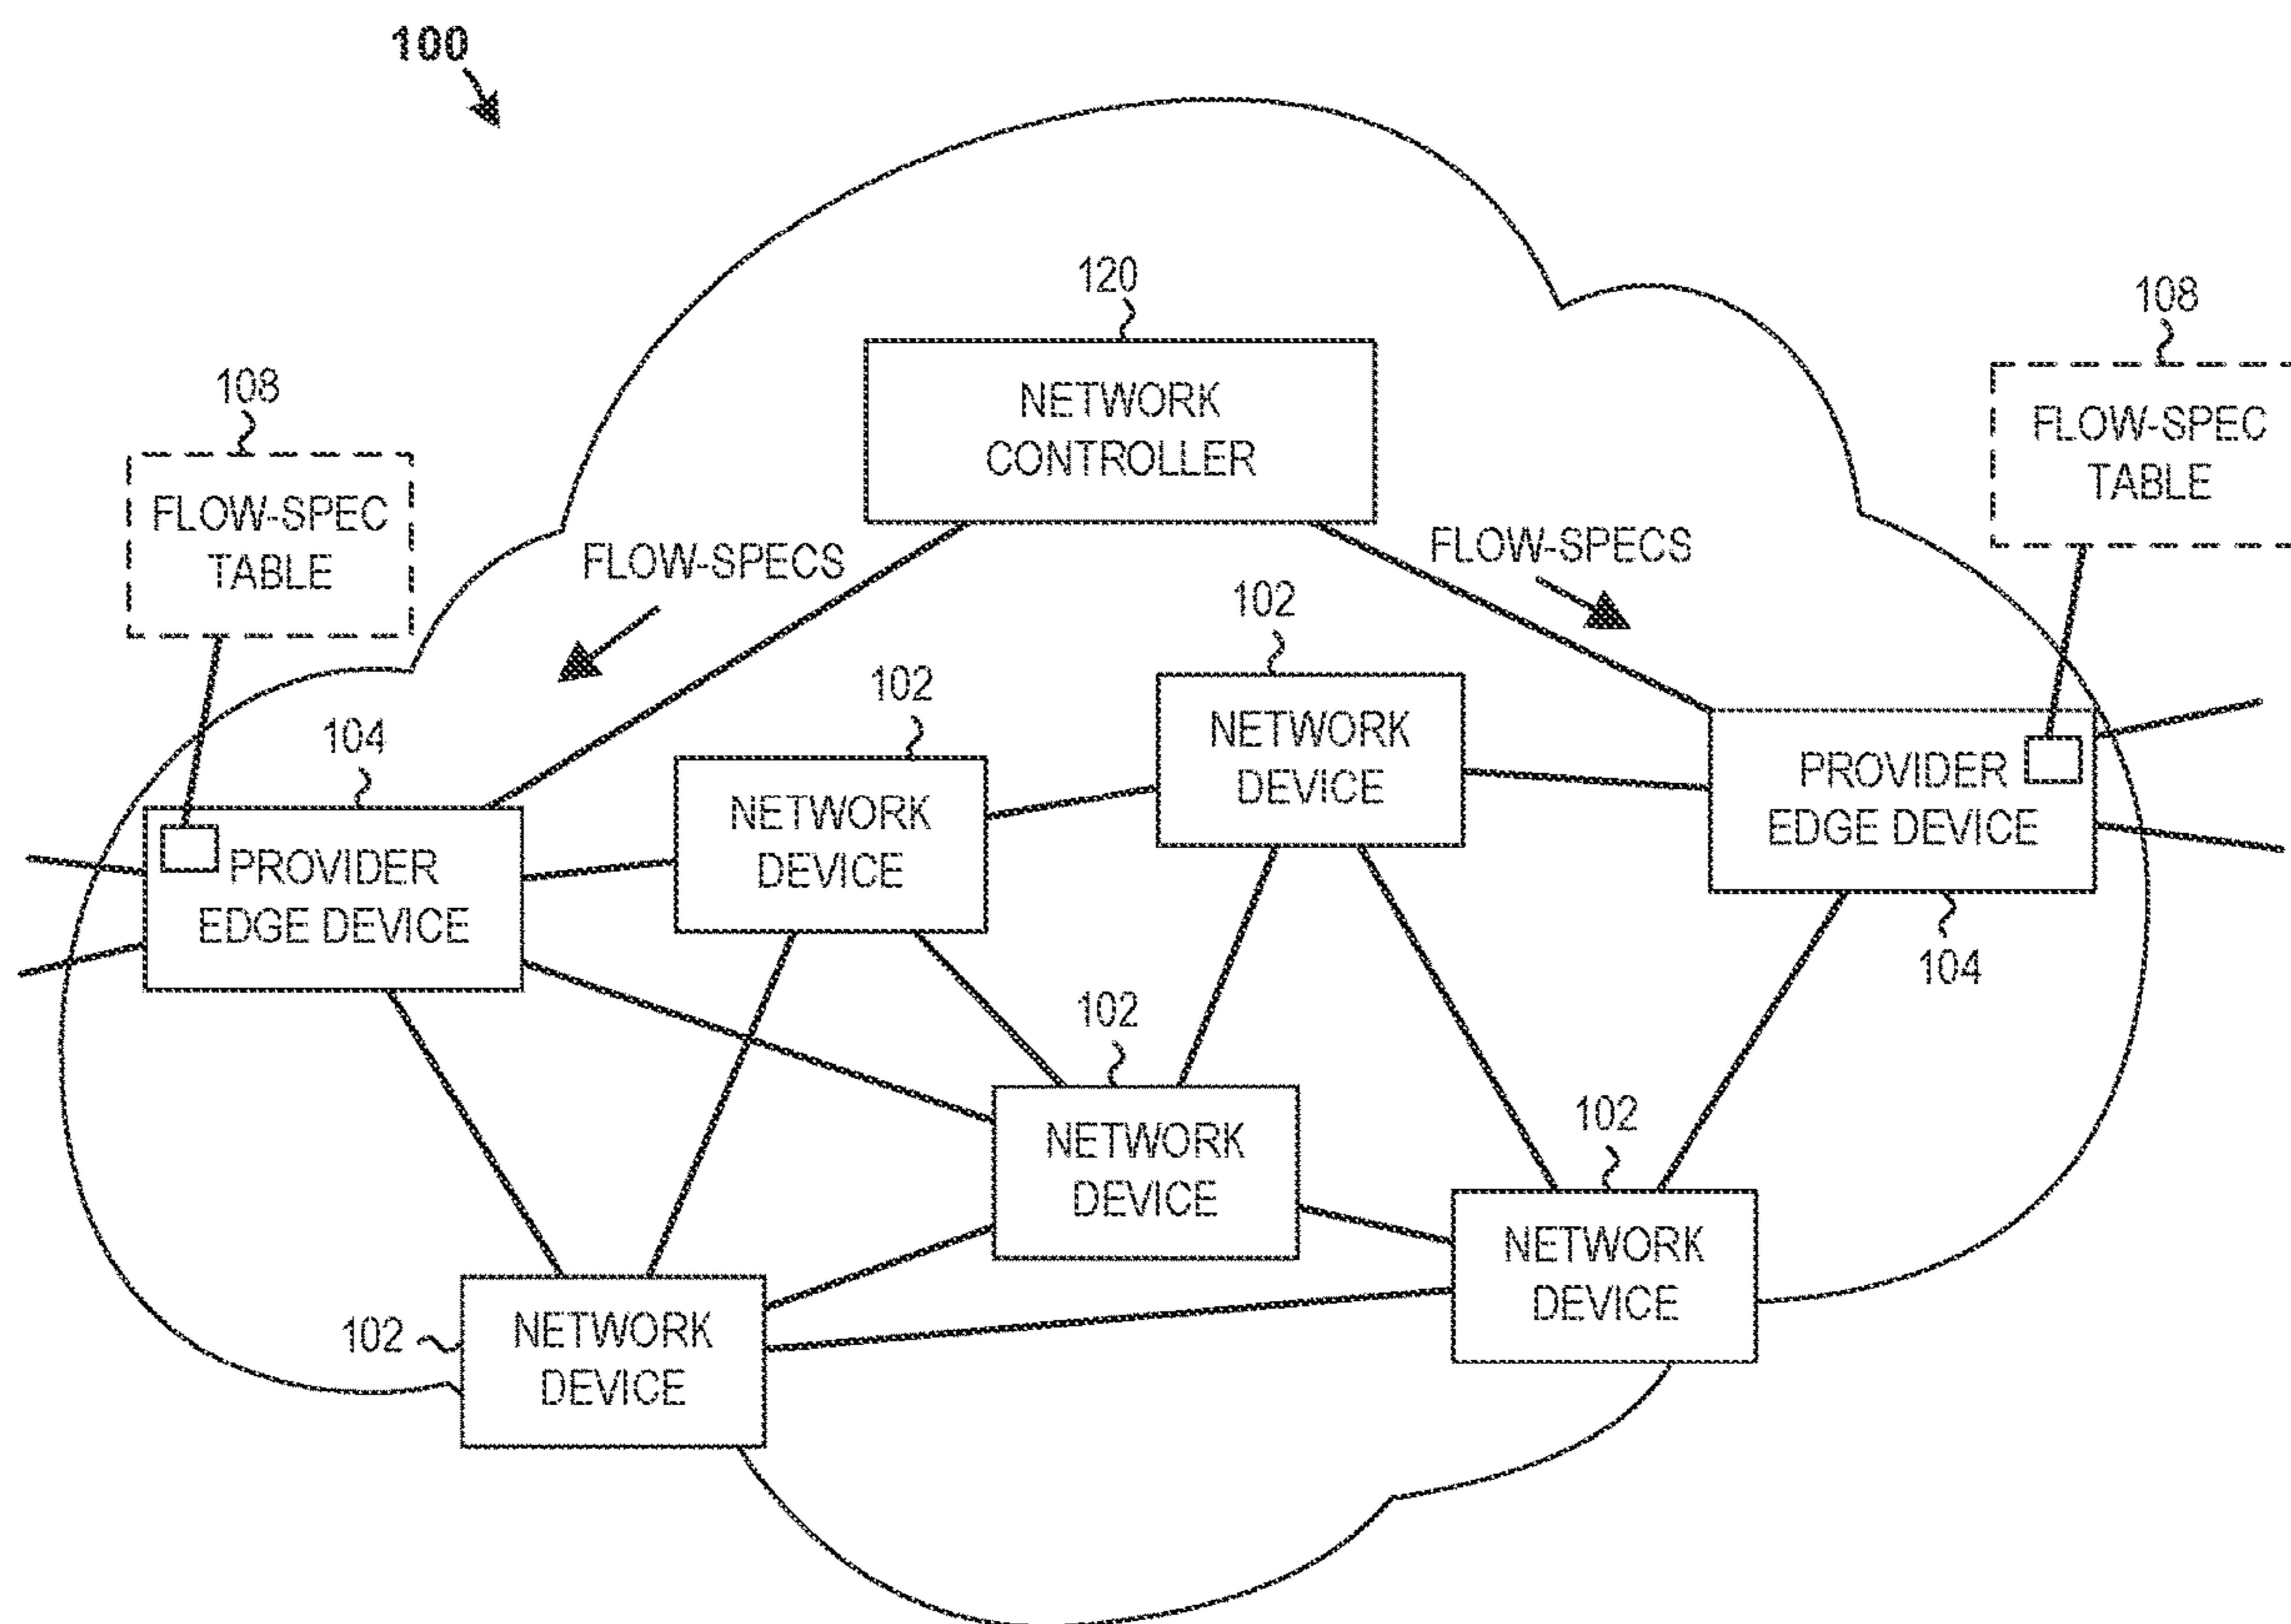 100
120
NETWORK
CONTROLLER
108
FLOW-SPEC
TABLE
108
FLOW-SPEC
TABLE
FLOW-SPECS
FLOW-SPECS
102
NETWORK
DEVICE
102
NETWORK
DEVICE
104
PROVIDER
EDGE DEVICE
PROVIDER
EDGE DEVICE
104
102
NETWORK
DEVICE
102
NETWORK
DEVICE
102
NETWORK
DEVICE